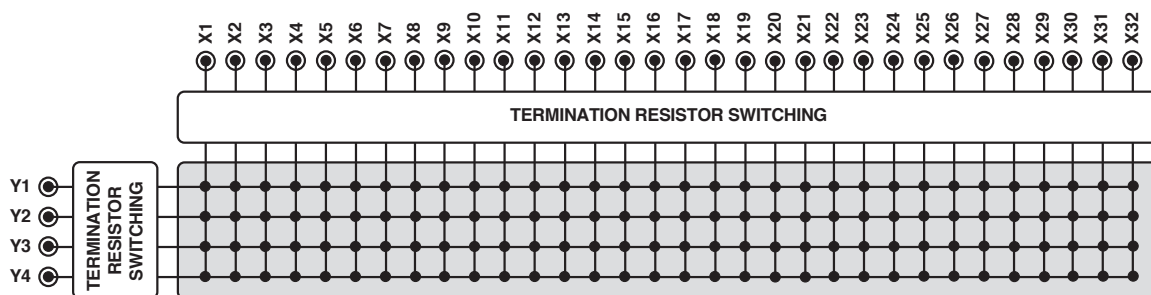 X1 X2 X3 X4 X5 X6 X7 X8 X9 X10 X11 X12 X13 X14 X15 X16 X17 X18 X19 X20 X21 X22 X23 X24 X25 X26 X27 X28 X29 X30 X31 X32
TERMINATION RESISTOR SWITCHING
Y1
Y2
Y3
Y4
TERMINATION
RESISTOR
SWITCHING